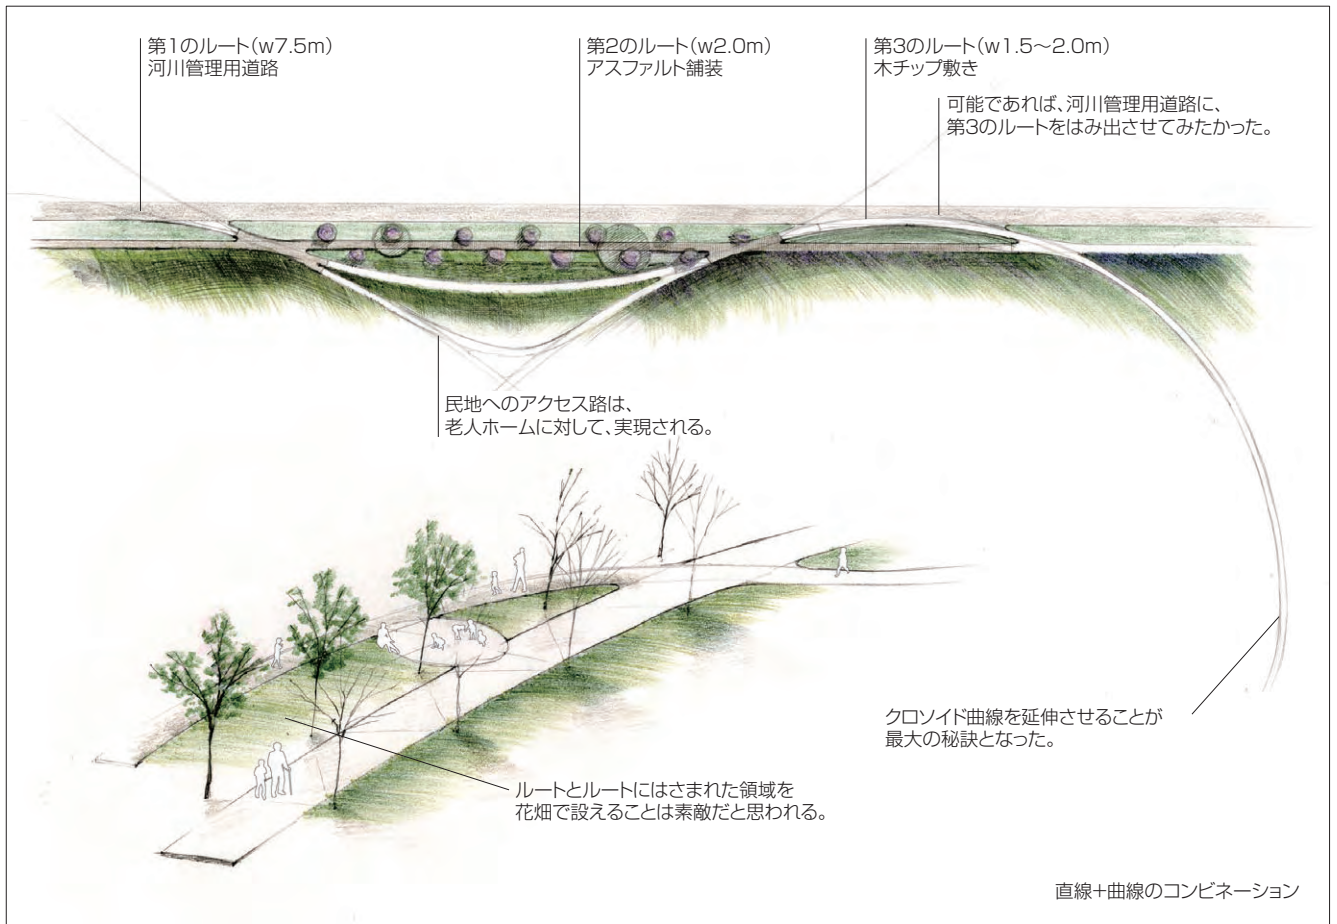 第1のルート(w7.5m)
河川管理用道路
第2のルート(w2.0m)
アスファルト舗装
第3のルート(w1.5〜2.0m)
木チップ敷き
可能であれば、河川管理用道路に、
第3のルートをはみ出させてみたかった。
民地へのアクセス路は、
老人ホームに対して、実現される。
クロソイド曲線を延伸させることが
最大の秘訣となった。
ルートとルートにはさまれた領域を
花畑で設えることは素敵だと思われる。
直線+曲線のコンビネーション